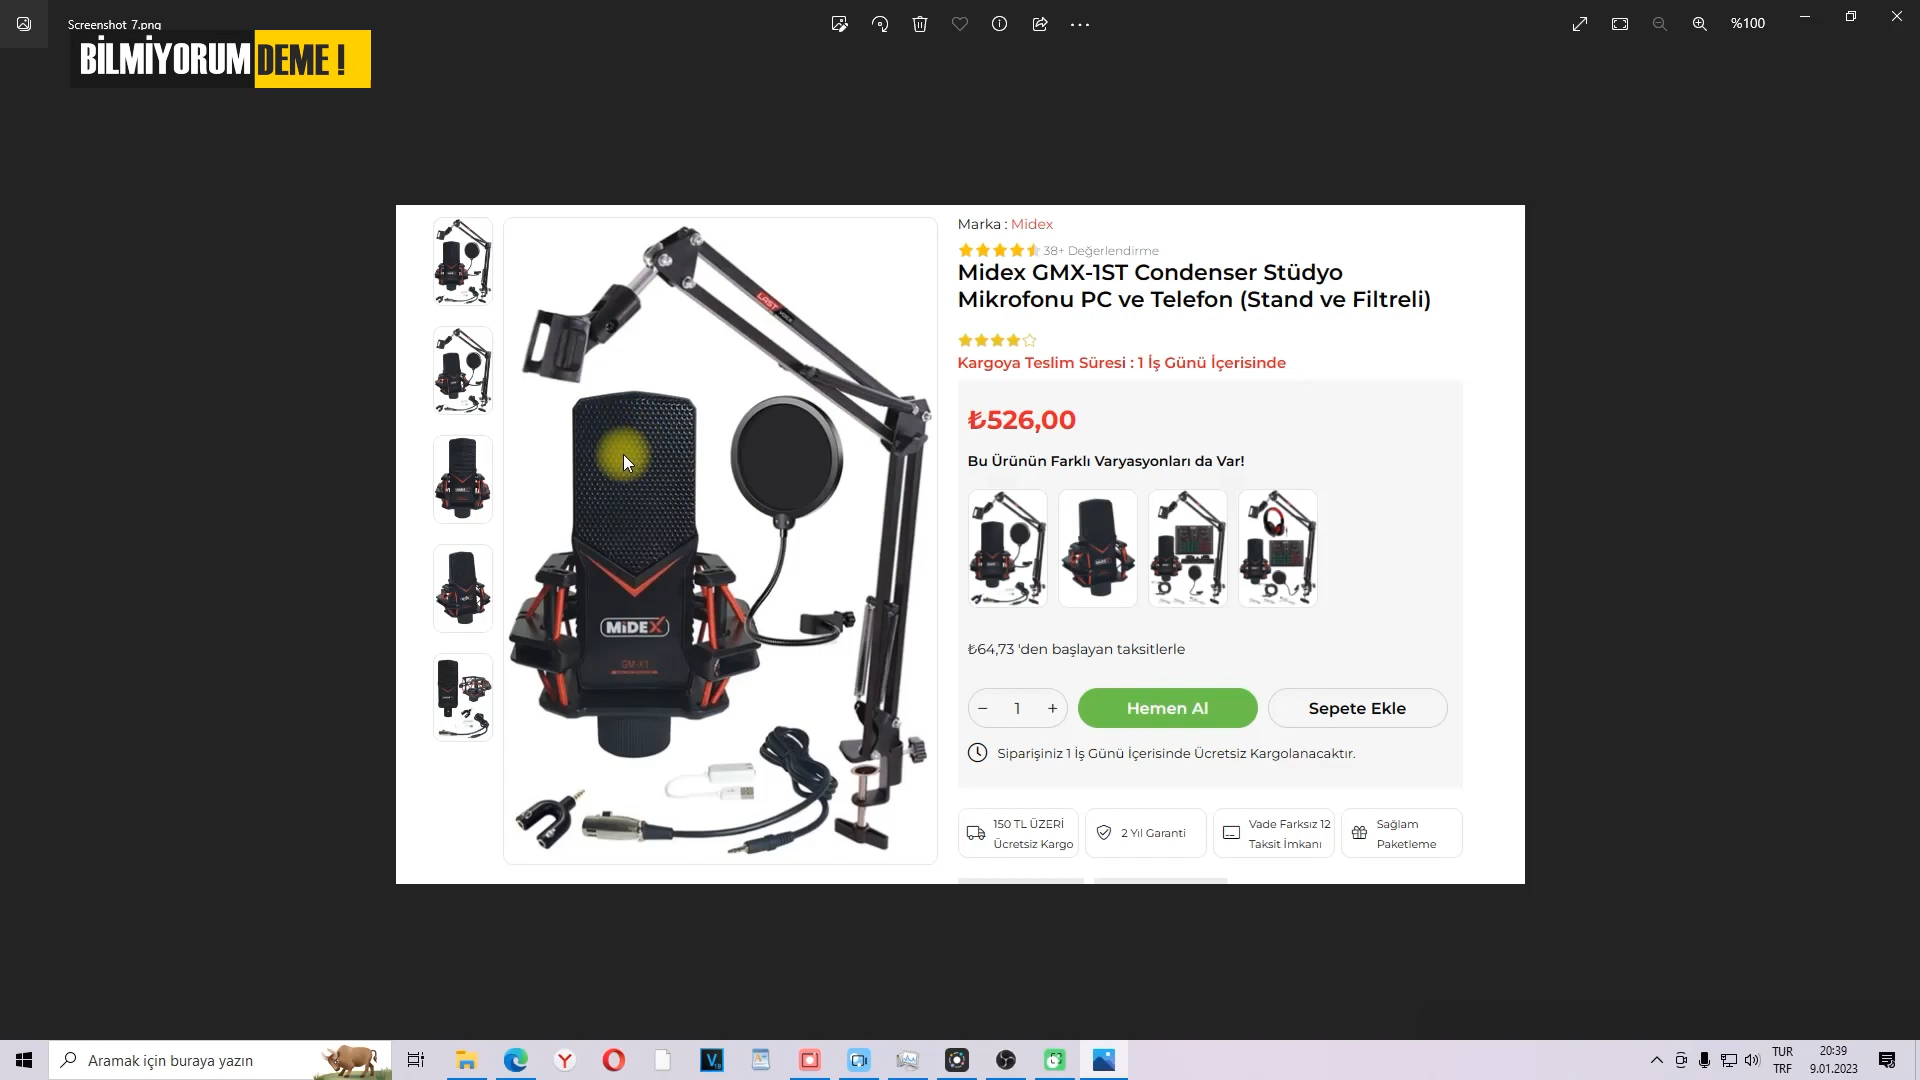 Screenshot 7.png
%100
BİLMİYORUM DEME !
Marka : Midex
38+ Değerlendirme
Midex GMX-1ST Condenser Stüdyo
Mikrofonu PC ve Telefon (Stand ve Filtreli)
Kargoya Teslim Süresi : 1 İş Günü İçerisinde
₺526,00
Bu Ürünün Farklı Varyasyonları da Var!
₺64,73 'den başlayan taksitlerle
- 1 +
Hemen Al
Sepete Ekle
Siparişiniz 1 İş Günü İçerisinde Ücretsiz Kargolanacaktır.
150 TL ÜZERİ
Ücretsiz Kargo
2 Yıl Garanti
Vade Farksız 12
Taksit İmkanı
Sağlam
Paketleme
LAST
MiDEX
GM-X1
Aramak için buraya yazın
TUR
TRF
20:39
9.01.2023